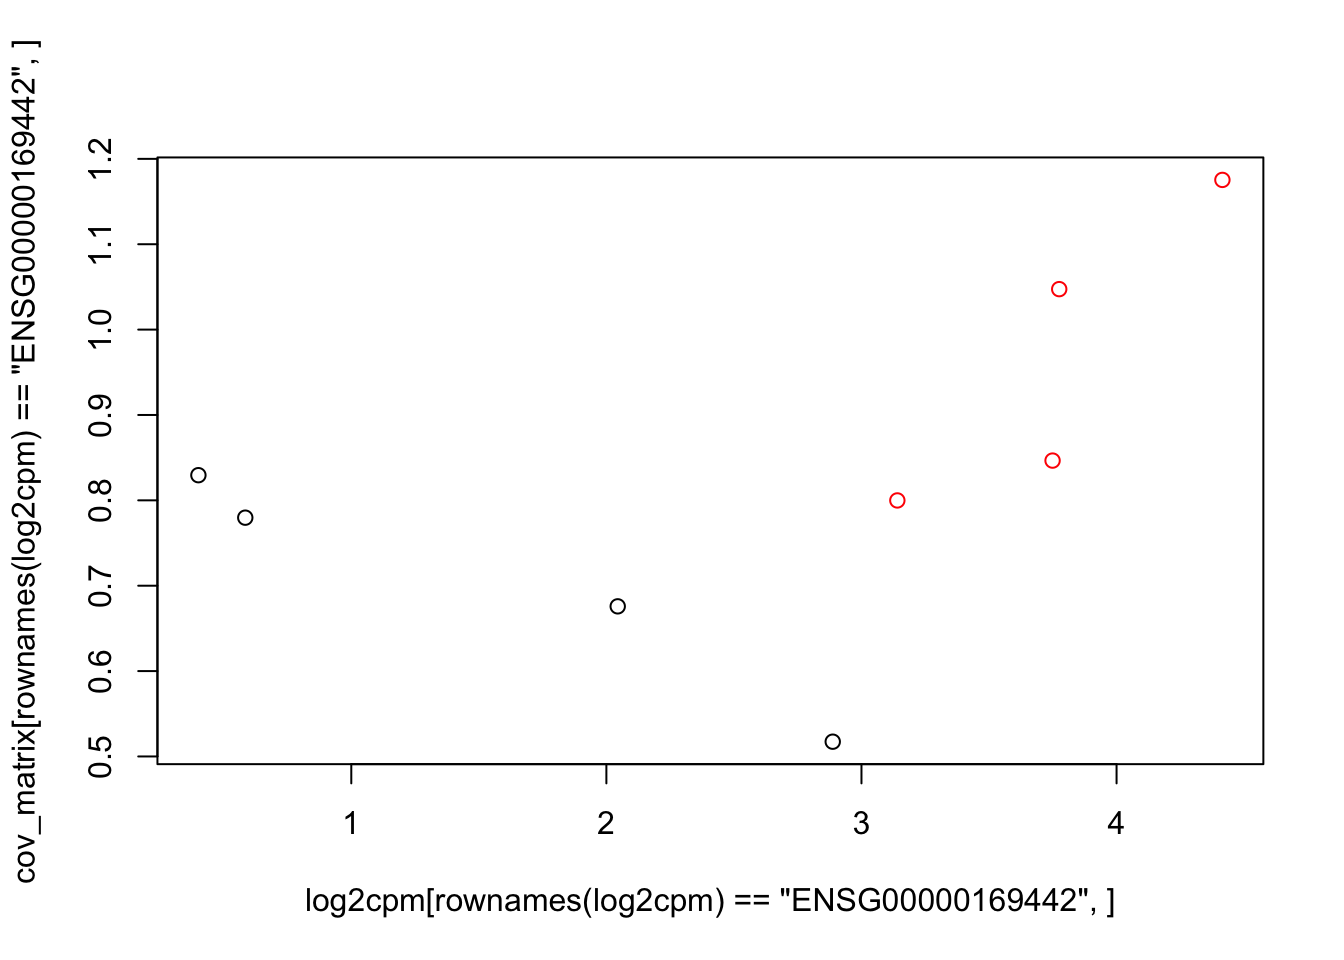 cov_matrix[rownames(log2cpm) == "ENSG00000169442", ]
1.2
1.1
1.0
0.9
0.8
0.7
0.6
0.5
1 2 3 4
log2cpm[rownames(log2cpm) == "ENSG00000169442", ]